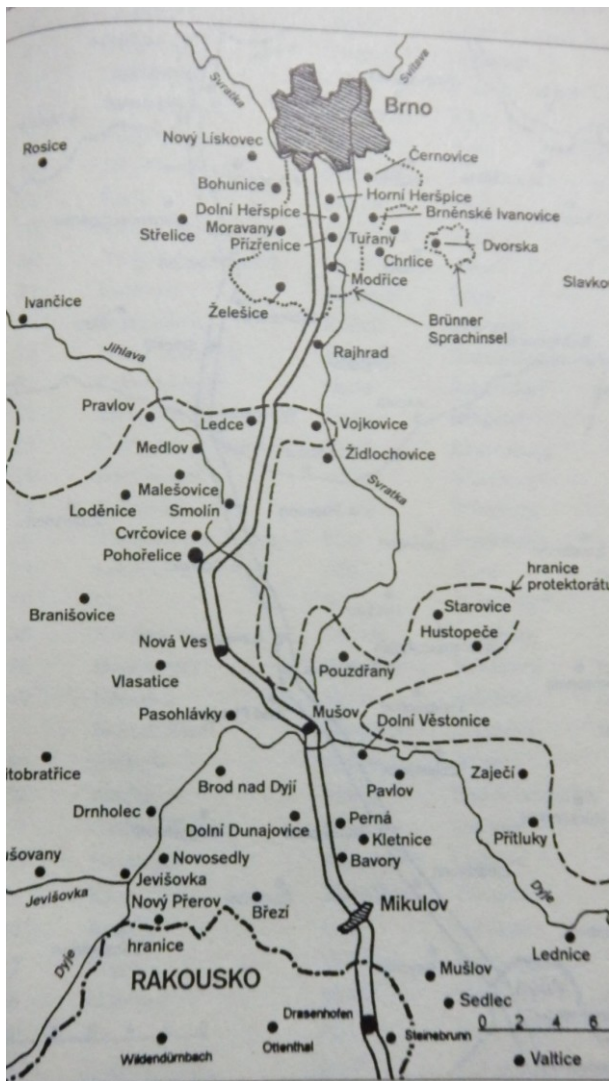 Svratka
Svitava
Brno
Rosice
Nový Lískovec
Černovice
Bohunice
Horní Heršpice
Dolní Heřspice
Brněnské Ivanovice
Střelice
Moravany
Tuřany
Přízřenice
Dvorska
Chrlice
Modřice
Slavko
Ivančice
Želešice
Brünner
Sprachinsel
Jihlava
Rajhrad
Pravlov
Ledce
Vojkovice
Medlov
Židlochovice
Malešovice
Svratka
Loděnice
Smolín
Cvrčovice
Pohořelice
hranice
protektorátu
Branišovice
Starovice
Hustopeče
Nová Ves
Vlasatice
Pouzdřany
Pasohlávky
Mušov
Dolní Věstonice
itobratřice
Brod nad Dyjí
Pavlov
Zaječí
Drnholec
Dolní Dunajovice
Perná
Přítluky
Kletnice
ušovany
Novosedly
Bavory
Jevišovka
Jevišovka
Nový Přerov
Březí
Mikulov
Dyje
hranice
Lednice
Dyje
RAKOUSKO
Mušlov
Sedlec
Drasenhofen
0 2 4 6
Wildendürnbach
Ottenthal
Steinebrunn
Valtice